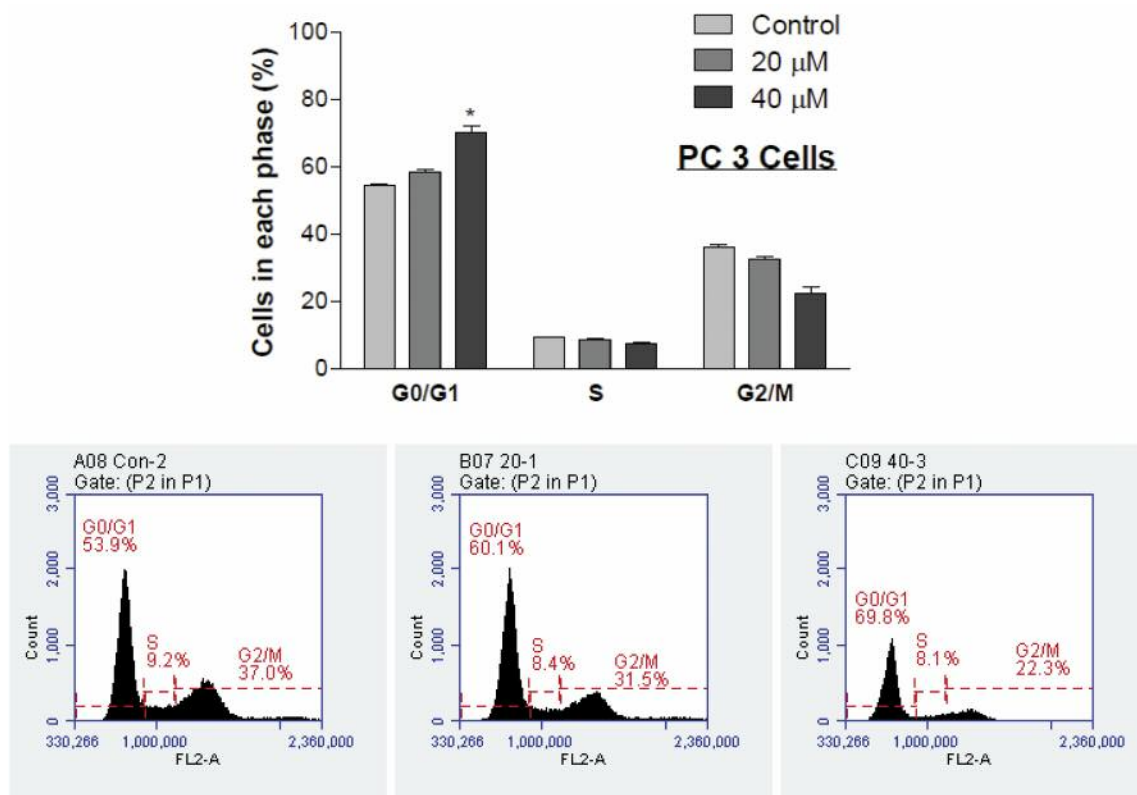 Control
20 μM
40 μM
PC 3 Cells
Cells in each phase (%)
100
80
60
40
20
0
*
G0/G1
S
G2/M
A08 Con-2
Gate: (P2 in P1)
3,000
2,000
1,000
0
Count
G0/G1
53.9%
S
9.2%
G2/M
37.0%
330,266
1,000,000
2,360,000
FL2-A
B07 20-1
Gate: (P2 in P1)
3,000
2,000
1,000
0
Count
G0/G1
60.1%
S
8.4%
G2/M
31.5%
330,266
1,000,000
2,360,000
FL2-A
C09 40-3
Gate: (P2 in P1)
3,000
2,000
1,000
0
Count
G0/G1
69.8%
S
8.1%
G2/M
22.3%
330,266
1,000,000
2,360,000
FL2-A